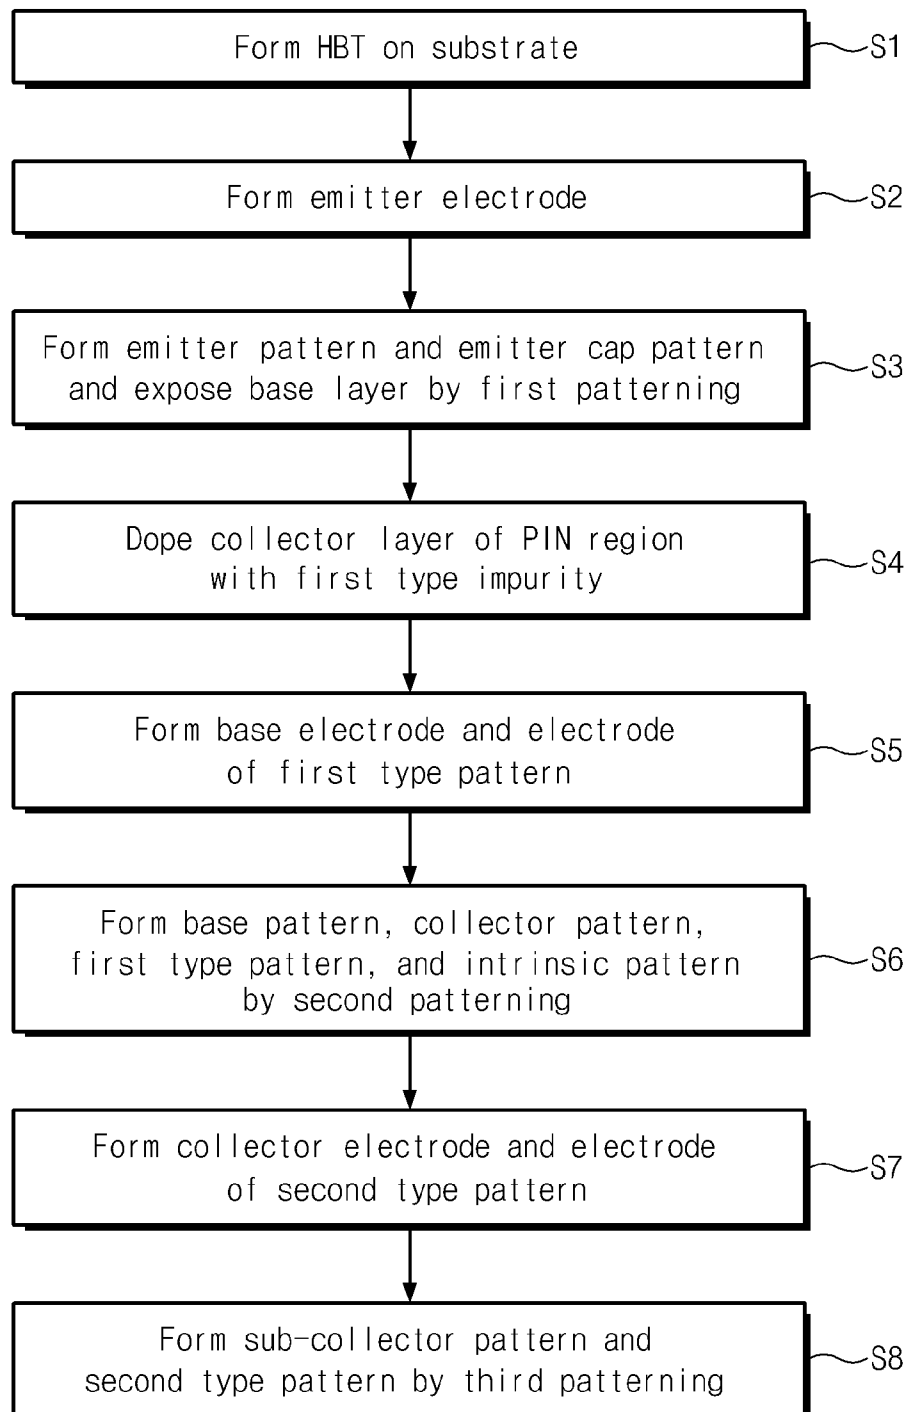 Form HBT on substrate
S1
Form emitter electrode
S2
Form emitter pattern and emitter cap pattern
and expose base layer by first patterning
S3
Dope collector layer of PIN region
with first type impurity
S4
Form base electrode and electrode
of first type pattern
S5
Form base pattern, collector pattern,
first type pattern, and intrinsic pattern
by second patterning
S6
Form collector electrode and electrode
of second type pattern
S7
Form sub-collector pattern and
second type pattern by third patterning
S8